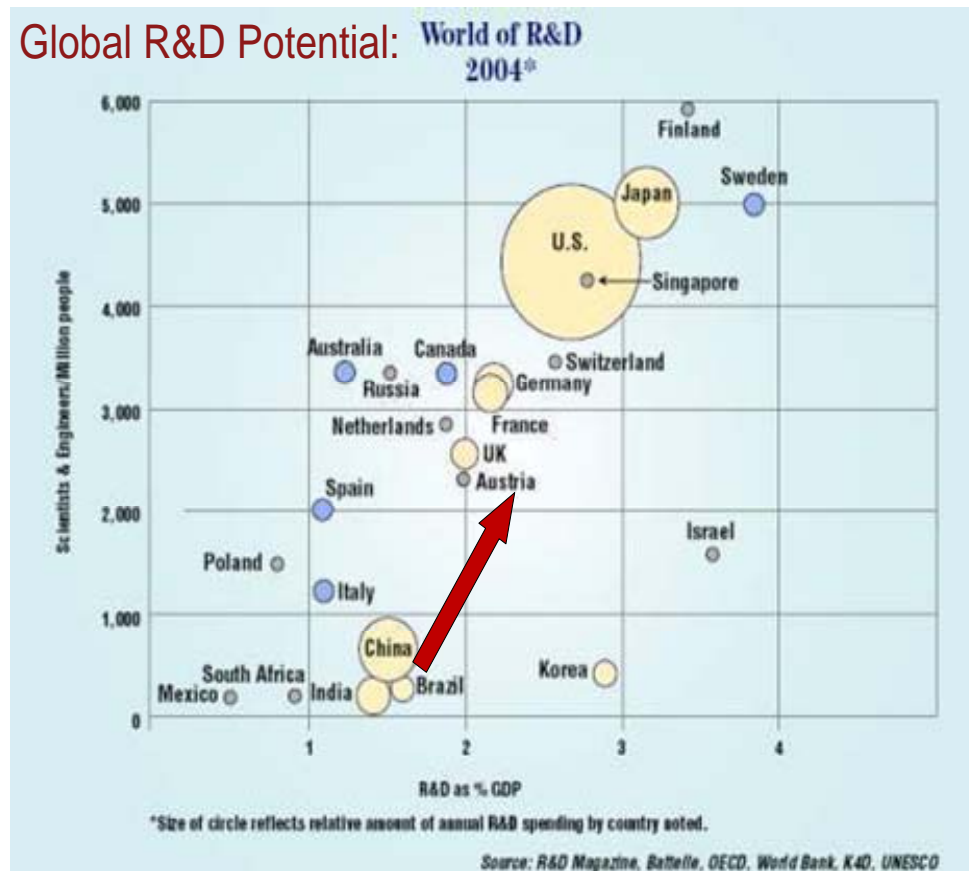 Global R&D Potential:
World of R&D
2004*
6,000
Finland
Sweden
Japan
5,000
U.S.
Singapore
4,000
Australia
Canada
Switzerland
Russia
Germany
3,000
Netherlands
France
UK
Austria
Spain
2,000
Israel
Poland
Italy
1,000
China
Korea
South Africa
Mexico
India
Brazil
0
1
2
3
4
Scientists & Engineers/Million people
R&D as % GDP
*Size of circle reflects relative amount of annual R&D spending by country noted.
Source: R&D Magazine, Battelle, OECD, World Bank, K4D, UNESCO